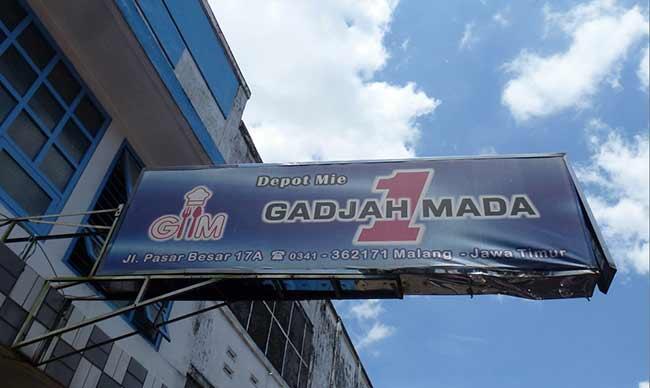 Depot Mie
GADJAH 1 MADA
GM
Jl. Pasar Besar 17A ☎ 0341 - 362171 Malang - Jawa Timur